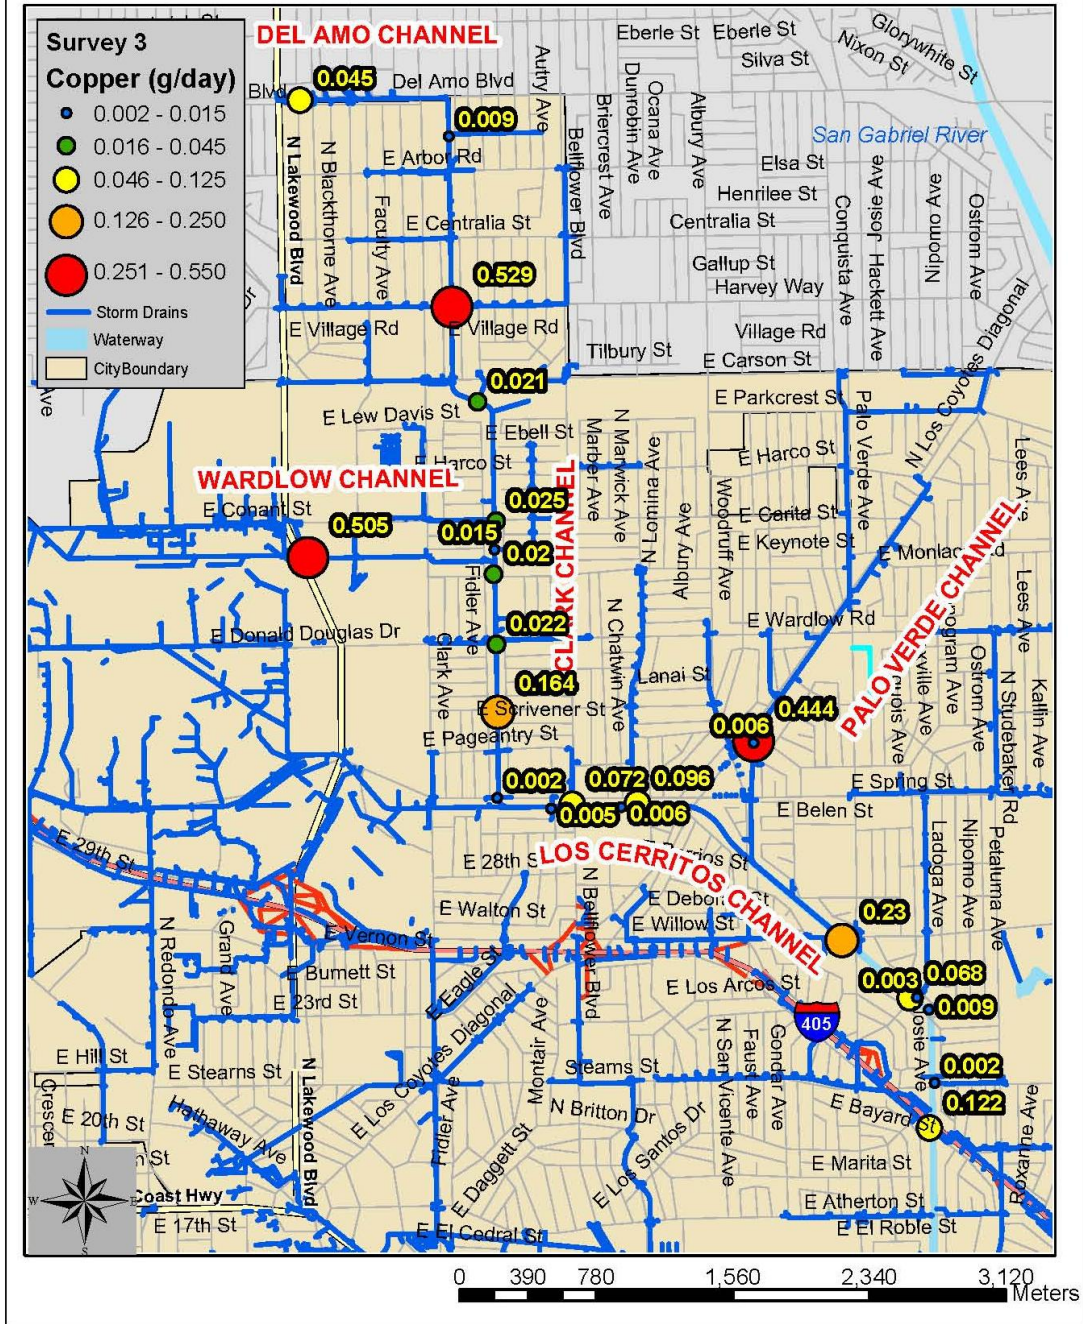 DEL AMO CHANNEL
Survey 3
Copper (g/day)
0.002 - 0.015
0.016 - 0.045
0.046 - 0.125
0.126 - 0.250
0.251 - 0.550
Storm Drains
Waterway
CityBoundary
Eberle St
Eberle St
Glorywhite St
Nixon St
Silva St
Blvd
0.045
Del Amo Blvd
Autry Ave
Dunrobin Ave
Ocana Ave
Albury Ave
Briercrest Ave
0.009
San Gabriel River
N Lakewood Blvd
N Blackthorne Ave
Faculty Ave
E Arbor Rd
Bellflower Blvd
Elsa St
Henrilee St
Centralia St
E Centralia St
Conquista Ave
Josie Ave
Hackett Ave
Nipomo Ave
Ostrom Ave
Gallup St
Harvey Way
0.529
Dr
E Village Rd
E Village Rd
Village Rd
Tilbury St
E Carson St
N Los Coyotes Diagonal
Ave
0.021
E Lew Davis St
E Parkcrest St
Palo Verde Ave
E Ebell St
Marber Ave
N Marwick Ave
N Lomina Ave
Albury Ave
Woodruff Ave
E Harco St
E Harco St
Lees Ave
WARDLOW CHANNEL
CLARK CHANNEL
E Conant St
0.505
0.025
0.015
0.02
E Carita St
E Keynote St
PALO VERDE CHANNEL
Fidler Ave
Lees Ave
N Chatwin Ave
E Wardlow Rd
E Donald Douglas Dr
0.022
Clark Ave
Lanai St
Ostrom Ave
N Studebaker Rd
Kallin Ave
0.164
E Scrivener St
E Pageantry St
0.006
0.444
0.002
0.072
0.096
0.005
0.006
E Spring St
E Belen St
E 29th St
E 28th S
LOS CERRITOS CHANNEL
Ladoga Ave
Nipomo Ave
Petaluma Ave
N Bellflower Blvd
E Walton St
E Willow St
0.23
N Redondo Ave
Grand Ave
E Vernon St
E Burnett St
E 23rd St
E Eagle St
E Los Arcos St
0.003
0.068
0.009
405
Josie Ave
E Hill St
E Stearns St
N Lakewood Blvd
E Los Coyotes Diagonal
Montair Ave
Stearns St
N San Vicente Ave
Faust Ave
Gondar Ave
0.002
0.122
Crescer
E 20th St
Hathaway Ave
Fidler Ave
N Britton Dr
E Bayard St
Roxanne Ave
n St
E Daggett St
E Los Santos Dr
E Marita St
N
W
E
S
Coast Hwy
E 17th St
E El Cedral St
E Atherton St
E El Roble St
0 390 780 1,560 2,340 3,120
Meters